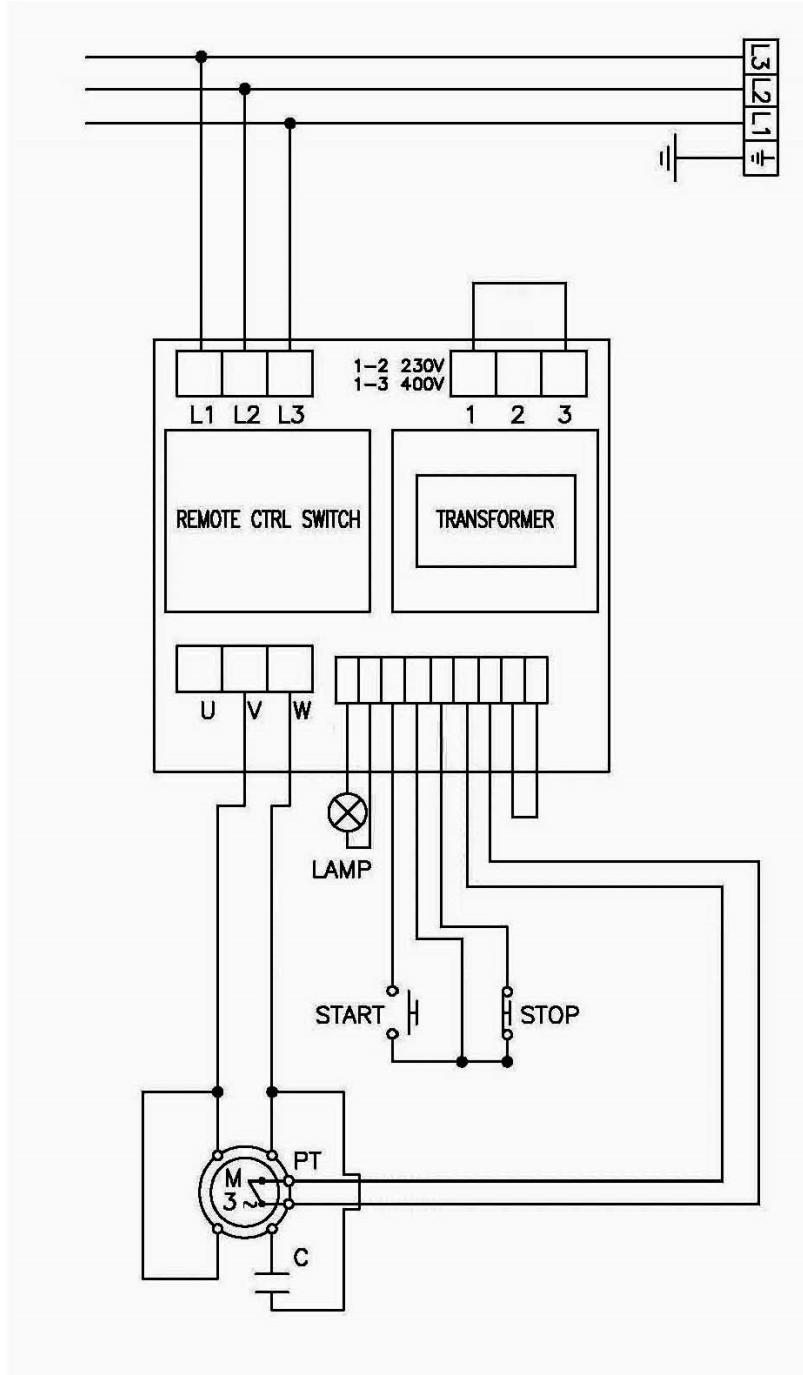 L3
L2
L1
1-2 230V
1-3 400V
L1 L2 L3
1 2 3
REMOTE CTRL SWITCH
TRANSFORMER
U V W
LAMP
START
STOP
PT
M
3~
C